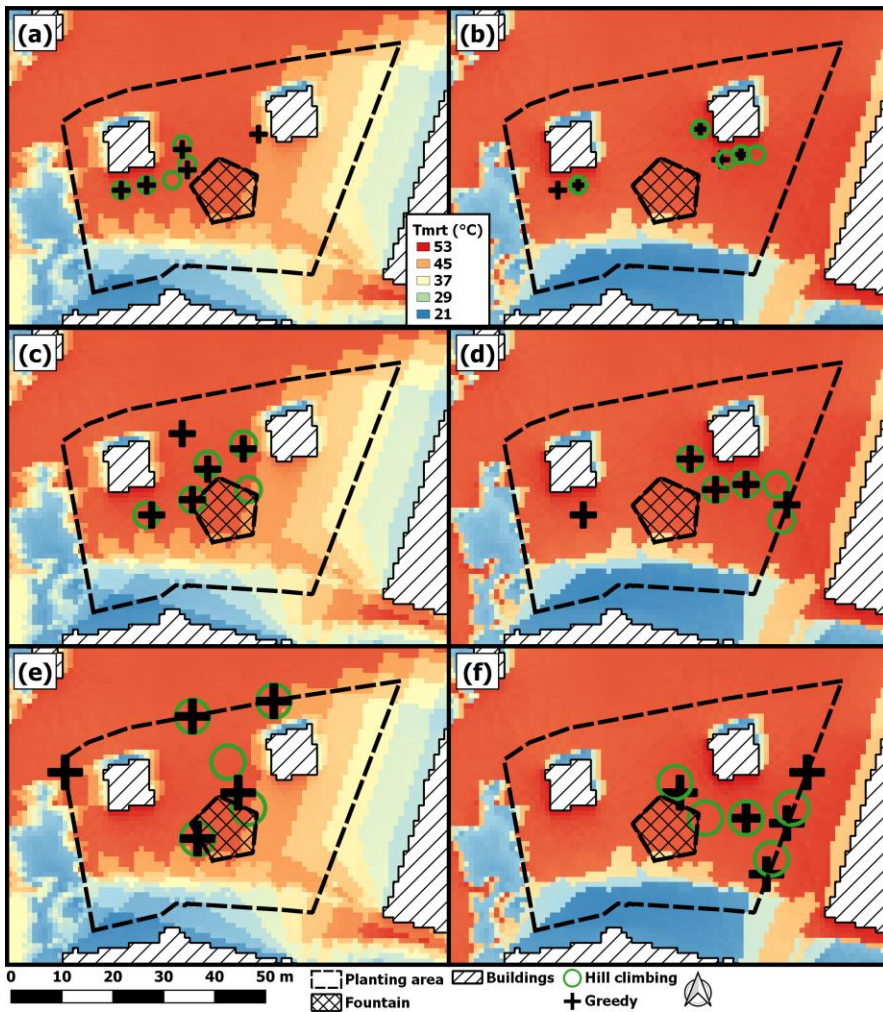 (a)
(b)
Tmrt (°C)
53
45
37
29
21
(c)
(d)
(e)
(f)
0 10 20 30 40 50 m
Planting area
Buildings
Hill climbing
Fountain
Greedy